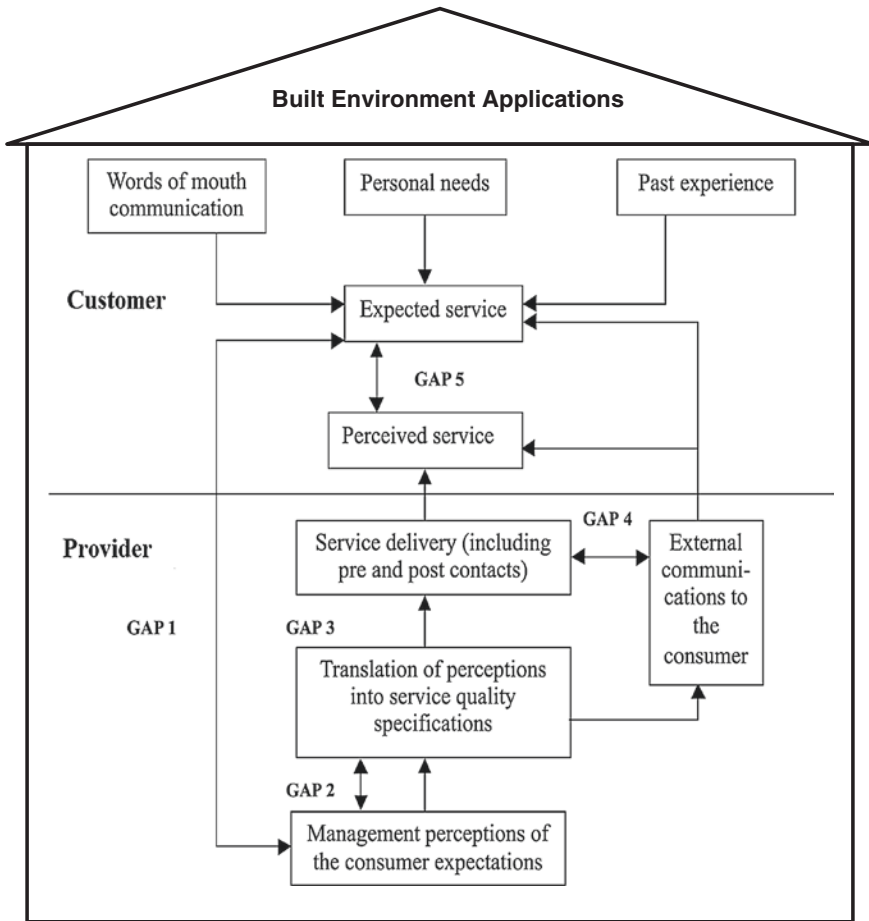 Built Environment Applications
Words of mouth
communication
Personal needs
Past experience
Customer
Expected service
GAP 5
Perceived service
Provider
Service delivery (including
pre and post contacts)
GAP 4
External
communi-
cations to
the
consumer
GAP 1
GAP 3
Translation of perceptions
into service quality
specifications
GAP 2
Management perceptions of
the consumer expectations